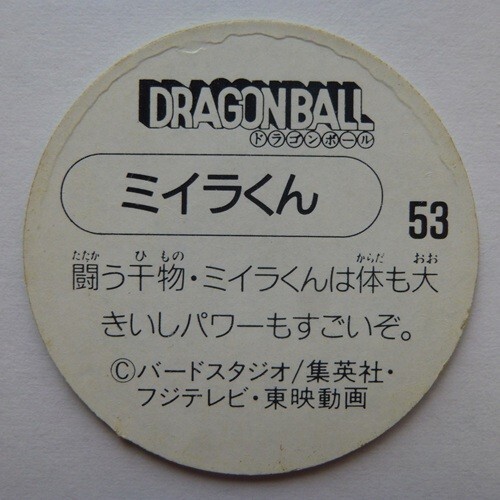 DRAGONBALL
ドラゴンボール
ミイラくん
53
たたか ひ もの からだ おお
闘う干物・ミイラくんは体も大
きいしパワーもすごいぞ。
©バードスタジオ/集英社・
フジテレビ・東映動画